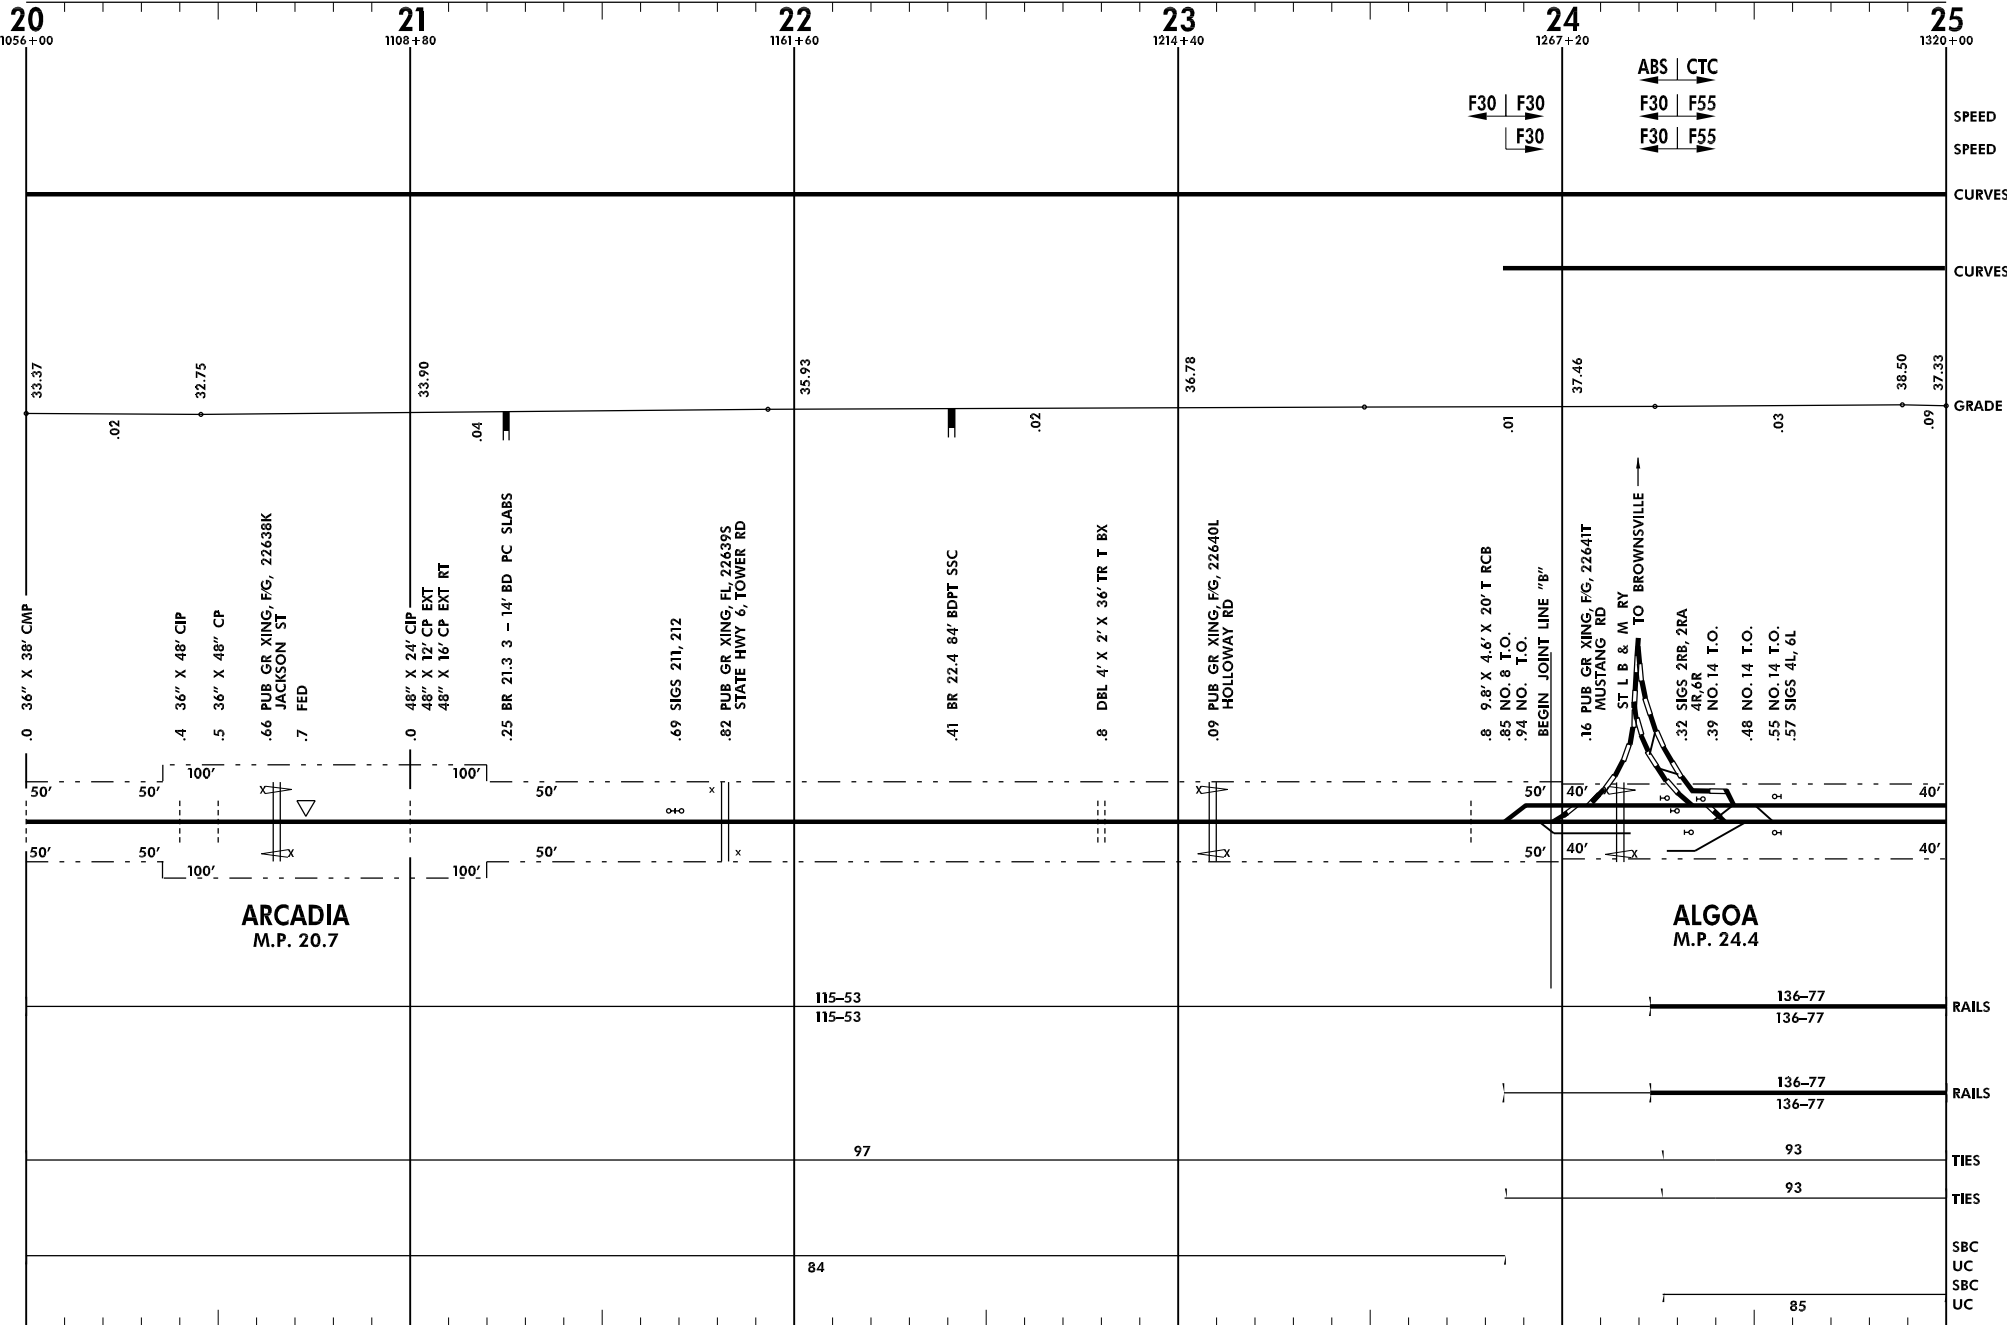 20 21 22 23 24 25
1056+00 1108+80 1161+60 1214+40 1267+20 1320+00
ABS CTC
F30 F30 F30 F55 SPEED
F30 F30 F55 SPEED
CURVES
CURVES
33.37 32.75 33.90 35.93 36.78 37.46 38.50 37.33
GRADE
.02 .04 .02 .01 .03 .09
.0 36" X 38' CMP
.4 36" X 48' CIP
.5 36" X 48" CP
.66 PUB GR XING, F/G, 22638K
JACKSON ST
.7 FED
.0 48" X 24' CIP
48" X 12' CP EXT
48" X 16' CP EXT RT
.25 BR 21.3 3 – 14' BD PC SLABS
.69 SIGS 211, 212
.82 PUB GR XING, FL, 22639S
STATE HWY 6, TOWER RD
.41 BR 22.4 84' BDPT SSC
.8 DBL 4' X 2' X 36' TR T BX
.09 PUB GR XING, F/G, 22640L
HOLLOWAY RD
.8 9.8' X 4.6' X 20' T RCB
.85 NO. 8 T.O.
.94 NO. T.O.
BEGIN JOINT LINE "B"
.16 PUB GR XING, F/G, 22641T
MUSTANG RD
ST L B & M RY
TO BROWNSVILLE
.32 SIGS 2RB, 2RA
4R,6R
.39 NO. 14 T.O.
.48 NO. 14 T.O.
.55 NO. 14 T.O.
.57 SIGS 4L, 6L
100' 100'
50' 50' 50' 50' 40' 40'
x x x
x x x x
50' 50' 50' 50' 40' 40'
100' 100'
ARCADIA
M.P. 20.7
ALGOA
M.P. 24.4
115–53 136–77
RAILS
115–53 136–77
136–77
RAILS
136–77
97 93
TIES
93
TIES
SBC
84 UC
SBC
85 UC